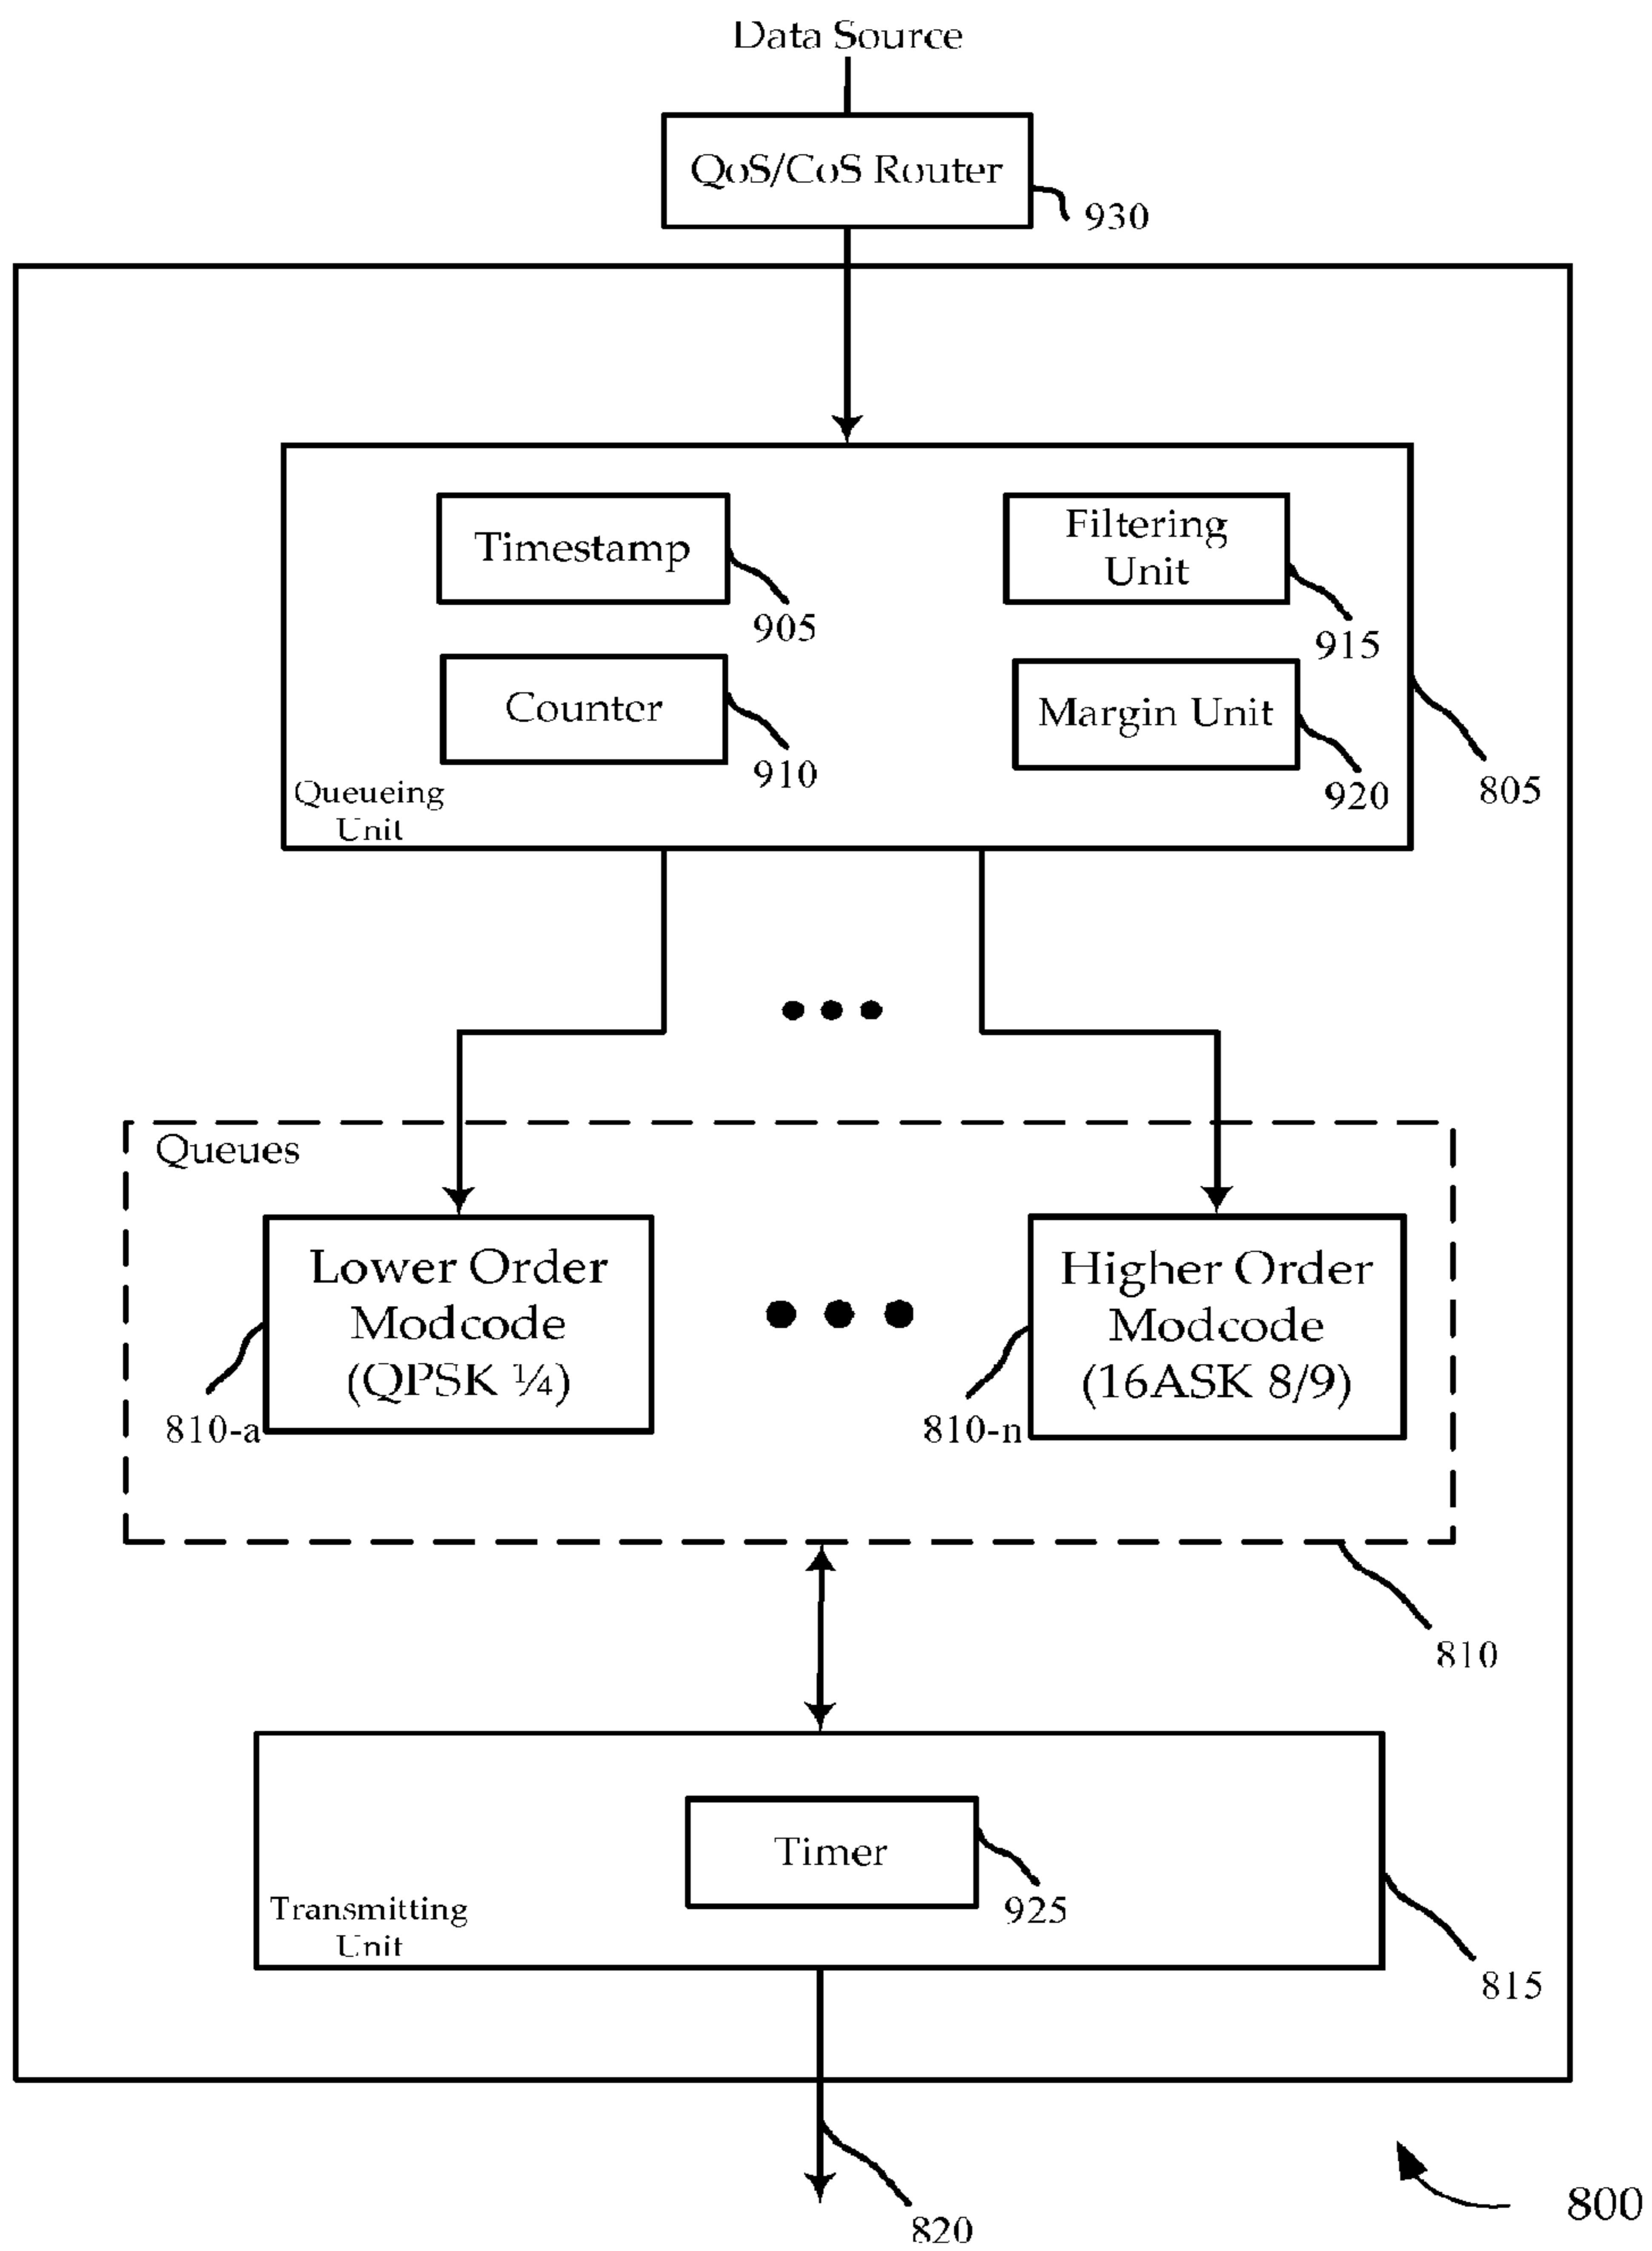 Data Source
QoS/CoS Router
930
Timestamp
905
Filtering
Unit
915
Counter
910
Margin Unit
920
Queueing
Unit
805
Queues
Lower Order
Modcode
(QPSK ¼)
810-a
Higher Order
Modcode
(16ASK 8/9)
810-n
810
Timer
925
Transmitting
Unit
815
820
800